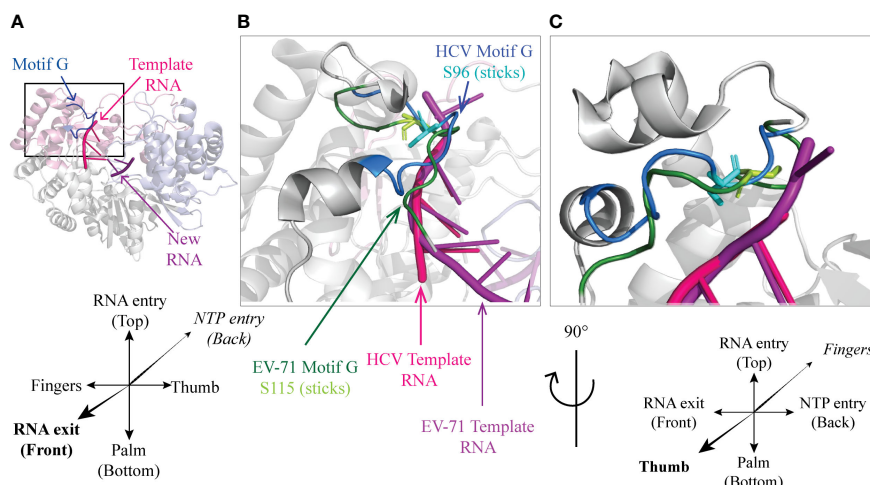 A
Motif G
Template
RNA
New
RNA
RNA entry
(Top)
NTP entry
(Back)
Fingers
Thumb
RNA exit
(Front)
Palm
(Bottom)
B
HCV Motif G
S96 (sticks)
EV-71 Motif G
S115 (sticks)
HCV Template
RNA
EV-71 Template
RNA
C
90°
RNA entry
(Top)
Fingers
RNA exit
(Front)
NTP entry
(Back)
Thumb
Palm
(Bottom)